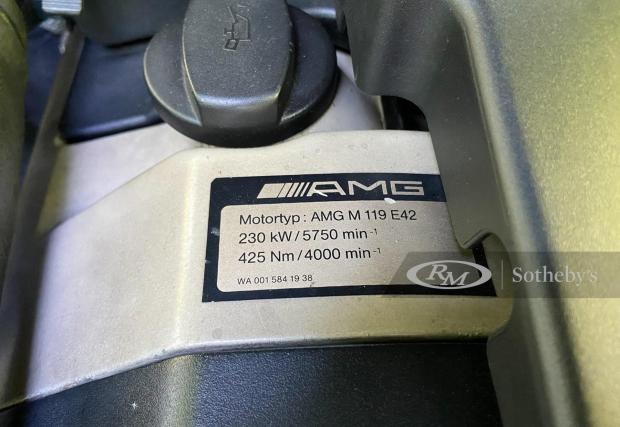 AMG
Motortyp: AMG M 119 E42
230 kW/5750 min⁻¹
425 Nm/4000 min⁻¹
WA 001 584 19 38
RM Sotheby's